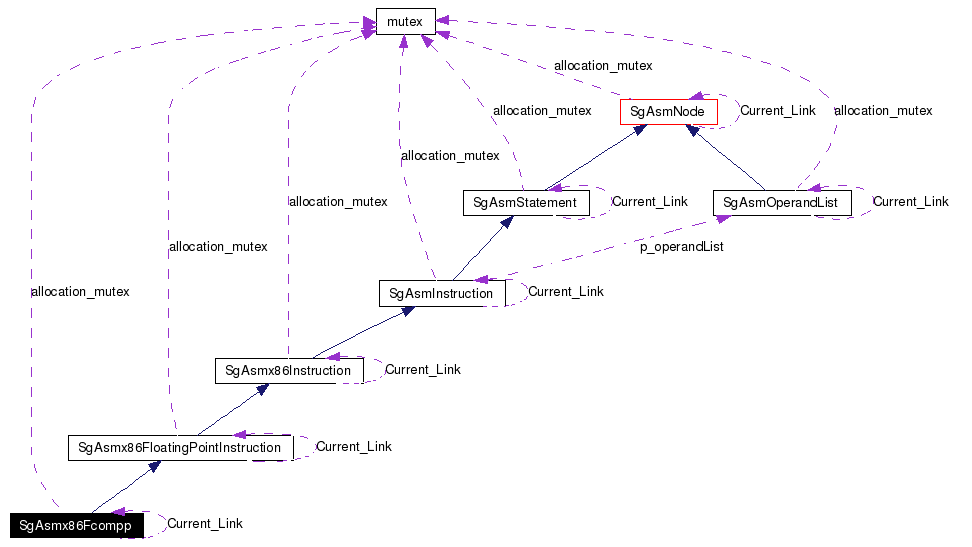 mutex
allocation_mutex
SgAsmNode
Current_Link
allocation_mutex
allocation_mutex
allocation_mutex
SgAsmStatement
Current_Link
SgAsmOperandList
Current_Link
allocation_mutex
allocation_mutex
p_operandList
allocation_mutex
SgAsmInstruction
Current_Link
SgAsmx86Instruction
Current_Link
SgAsmx86FloatingPointInstruction
Current_Link
SgAsmx86Fcompp
Current_Link